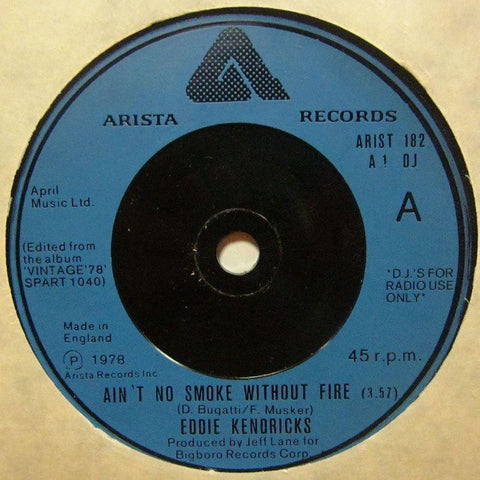 ARISTA RECORDS
ARIST 182
A 1 DJ
A
April
Music Ltd.
(Edited from
the album
'VINTAGE'78'
SPART 1040)
"D.J.'S FOR
RADIO USE
ONLY"
Made in
England
P 1978
Arista Records Inc
45 r.p.m.
AIN'T NO SMOKE WITHOUT FIRE (3.57)
(D. Bugatti/F. Musker)
EDDIE KENDRICKS
Produced by Jeff Lane for
Bigboro Records Corp.